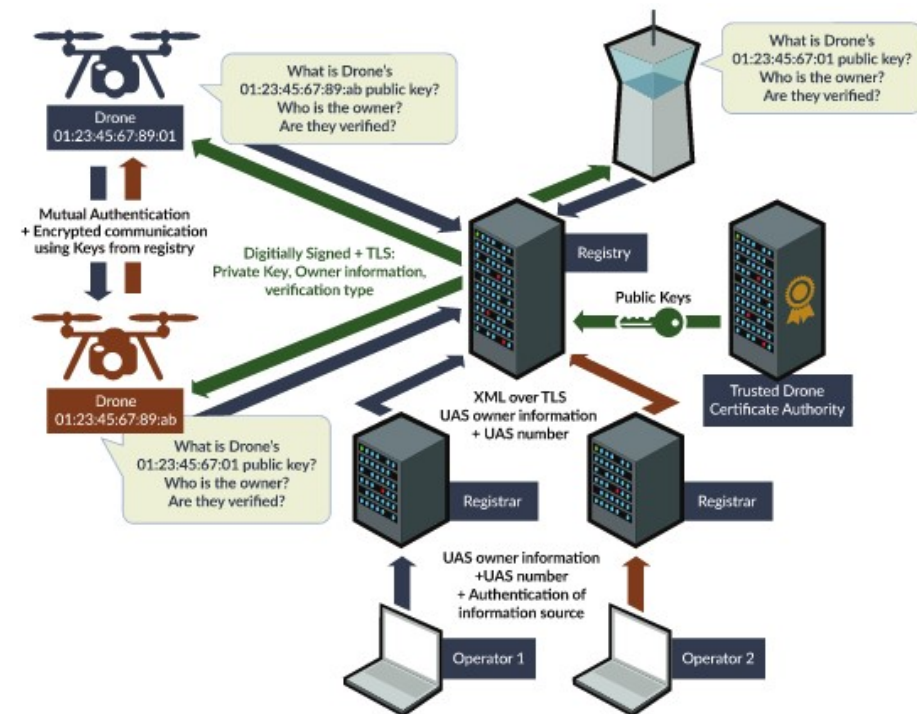 What is Drone's
01:23:45:67:89:ab public key?
Who is the owner?
Are they verified?
What is Drone's
01:23:45:67:01 public key?
Who is the owner?
Are they verified?
Drone
01:23:45:67:89:01
Mutual Authentication
+ Encrypted communication
using Keys from registry
Digitially Signed + TLS:
Private Key, Owner information,
verification type
Registry
Public Keys
Drone
01:23:45:67:89:ab
XML over TLS
UAS owner information
+ UAS number
Trusted Drone
Certificate Authority
What is Drone's
01:23:45:67:01 public key?
Who is the owner?
Are they verified?
Registrar
Registrar
UAS owner information
+UAS number
+ Authentication of
information source
Operator 1
Operator 2